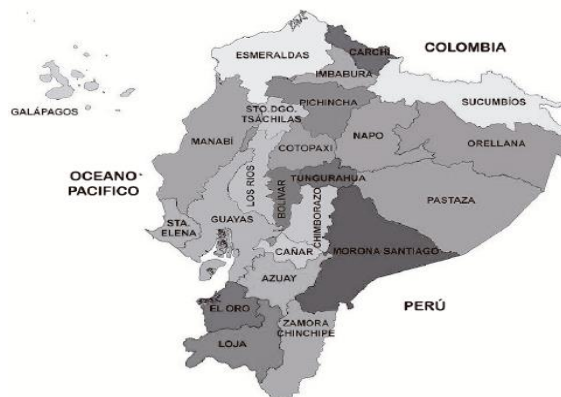 ESMERALDAS
CARCHI
COLOMBIA
IMBABURA
GALÁPAGOS
STO. DGO.
TSÁCHILAS
PICHINCHA
SUCUMBÍOS
MANABÍ
NAPO
ORELLANA
COTOPAXI
OCEANO
PACIFICO
LOS RIOS
TUNGURAHUA
BOLIVAR
PASTAZA
STA.
ELENA
GUAYAS
CHIMBORAZO
CAÑAR
MORONA SANTIAGO
AZUAY
EL ORO
PERÚ
ZAMORA
CHINCHIPE
LOJA